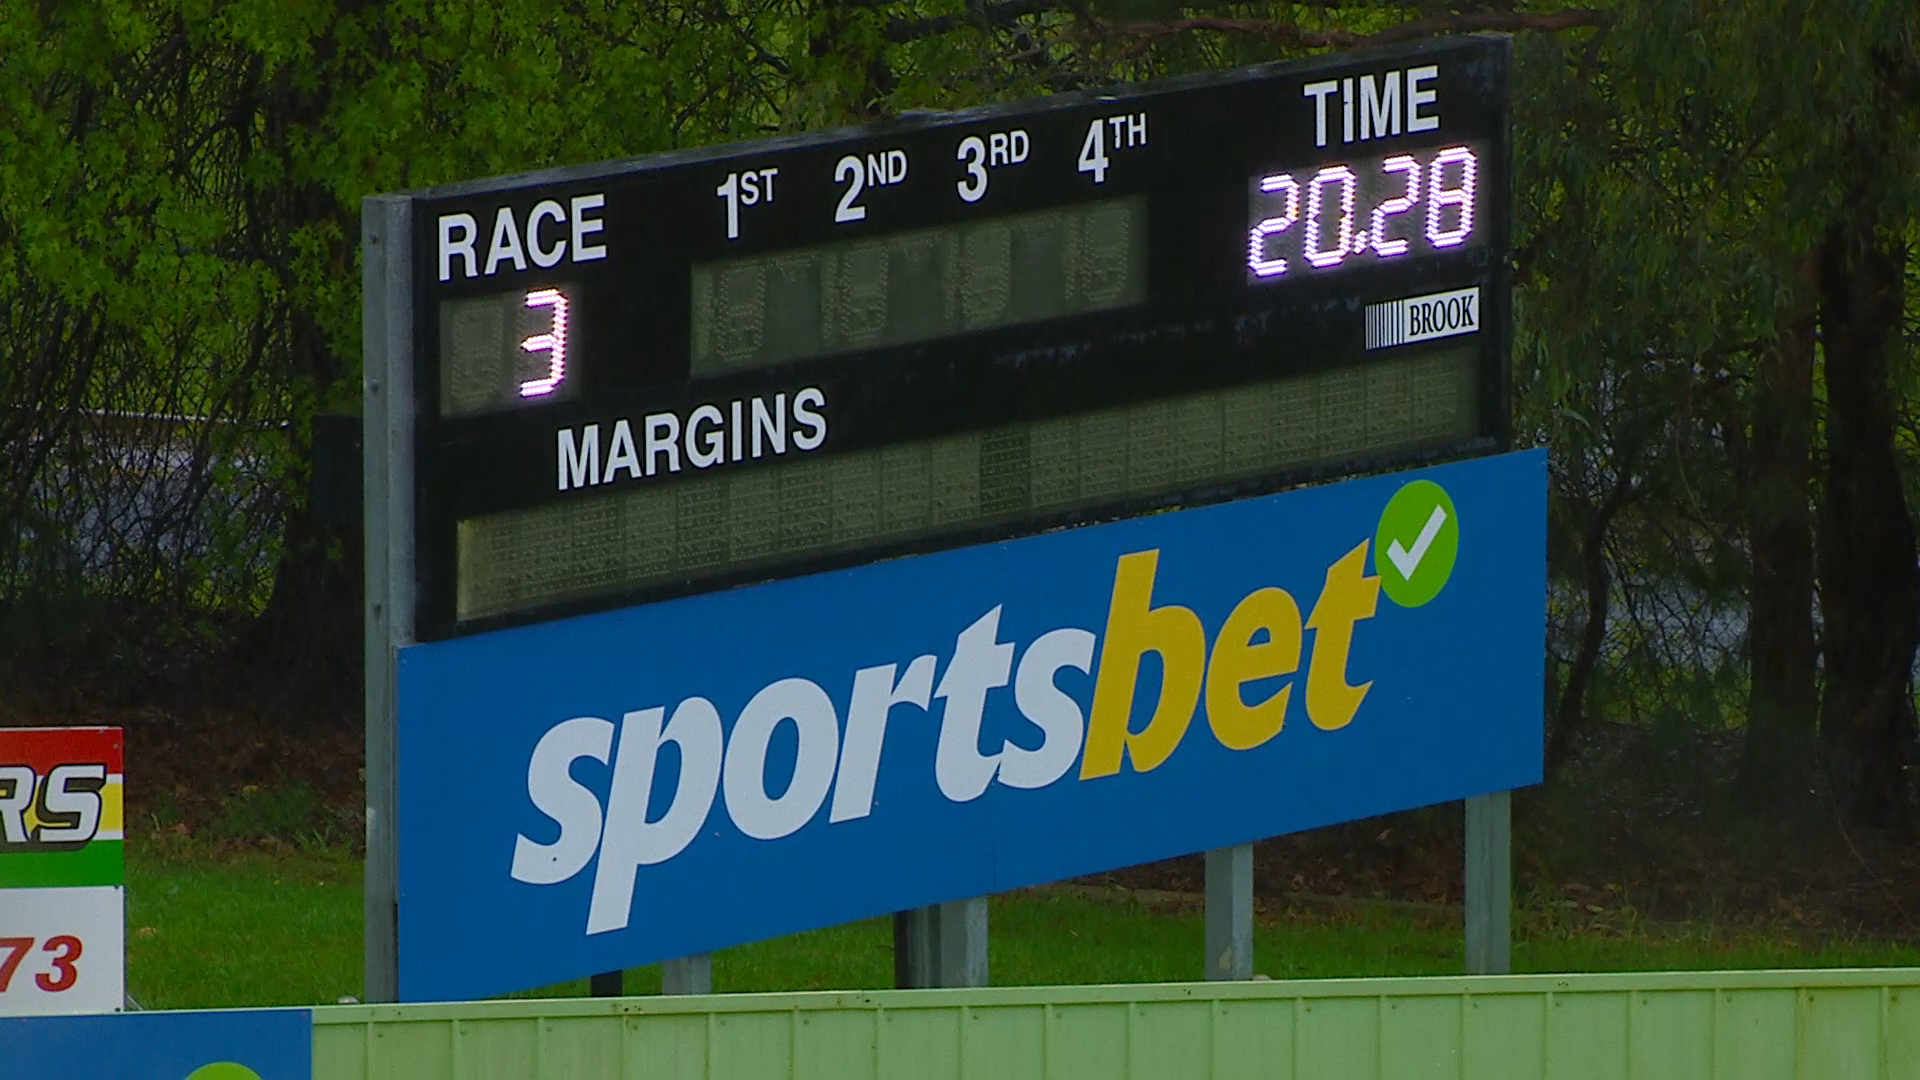 RACE 1ST 2ND 3RD 4TH TIME
3 20.28
BROOK
MARGINS
sportsbet
RS
73